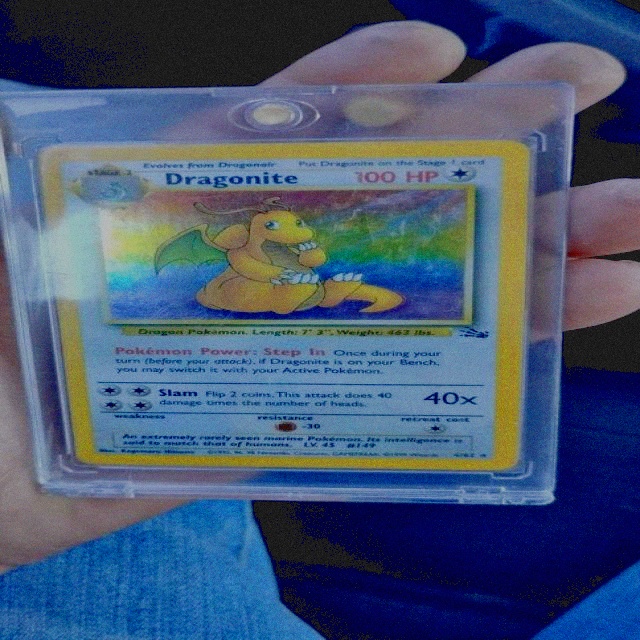 Evolves from Dragonair Put Dragonite on the Stage 1 card
STAGE 2 Dragonite 100 HP
Dragon Pokémon. Length: 7' 3", Weight: 463 lbs.
Pokémon Power: Step In Once during your
turn (before your attack), if Dragonite is on your Bench,
you may switch it with your Active Pokémon.
Slam Flip 2 coins. This attack does 40
damage times the number of heads. 40x
weakness resistance retreat cost
-30
An extremely rarely seen marine Pokémon. Its intelligence is
said to match that of humans. LV. 45 #149
4/62